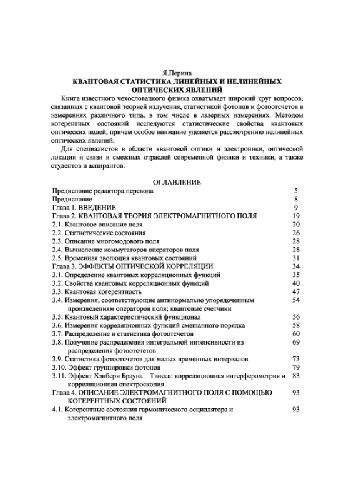 Я.Перина
КВАНТОВАЯ СТАТИСТИКА ЛИНЕЙНЫХ И НЕЛИНЕЙНЫХ
ОПТИЧЕСКИХ ЯВЛЕНИЙ
Книга известного чехословацкого физика охватывает широкий круг вопросов,
связанных с квантовой теорией излучения, статистикой фотонов и фотоотсчетов в
измерениях различного типа, в том числе в лазерных измерениях. Методом
когерентных состояний исследуются статистические свойства квантовых
оптических полей, причем особое внимание уделяется рассмотрению нелинейных
оптических явлений.
Для специалистов в области квантовой оптики и электроники, оптической
локации и связи и смежных отраслей современной физики и техники, а также
студентов и аспирантов.
ОГЛАВЛЕНИЕ
Предисловие редактора перевода 5
Предисловие 8
Глава 1. ВВЕДЕНИЕ 9
Глава 2. КВАНТОВАЯ ТЕОРИЯ ЭЛЕКТРОМАГНИТНОГО ПОЛЯ 19
2.1. Квантовое описание поля 20
2.2. Статистические состояния 26
2.3. Описание многомодового поля 28
2.4. Вычисление коммутаторов операторов поля 28
2.5. Временная эволюция квантовых состояний 31
Глава 3. ЭФФЕКТЫ ОПТИЧЕСКОЙ КОРРЕЛЯЦИИ 34
3.1. Определение квантовых корреляционных функций 35
3.2. Свойства квантовых корреляционных функций 40
3.3. Квантовая когерентность 47
3.4. Измерения, соответствующие антинормально упорядоченным 54
произведениям операторов поля; квантовые счетчики
3.5. Квантовый характеристический функционал 56
3.6. Измерения корреляционных функций смешанного порядка 58
3.7. Распределение и статистика фотоотсчетов 60
3.8. Получение распределения интегральной интенсивности из 69
распределения фотоотсчетов
3.9. Статистика фотоотсчетов для малых временных интервалов 73
3.10. Эффект группировки фотонов 79
3.11. Эффект Хэнбери Брауна Твисса: корреляционная интерферометрия и 83
корреляционная спектроскопия
Глава 4. ОПИСАНИЕ ЭЛЕКТРОМАГНИТНОГО ПОЛЯ С ПОМОЩЬЮ 93
КОГЕРЕНТНЫХ СОСТОЯНИЙ
4.1. Когерентные состояния гармонического осциллятора и 93
электромагнитного поля